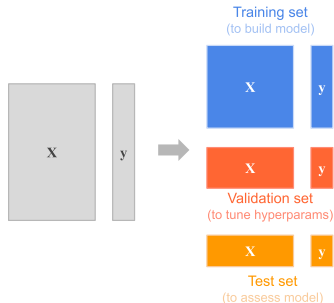 Training set
(to build model)
X y
X y
X y
Validation set
(to tune hyperparams)
X y
Test set
(to assess model)